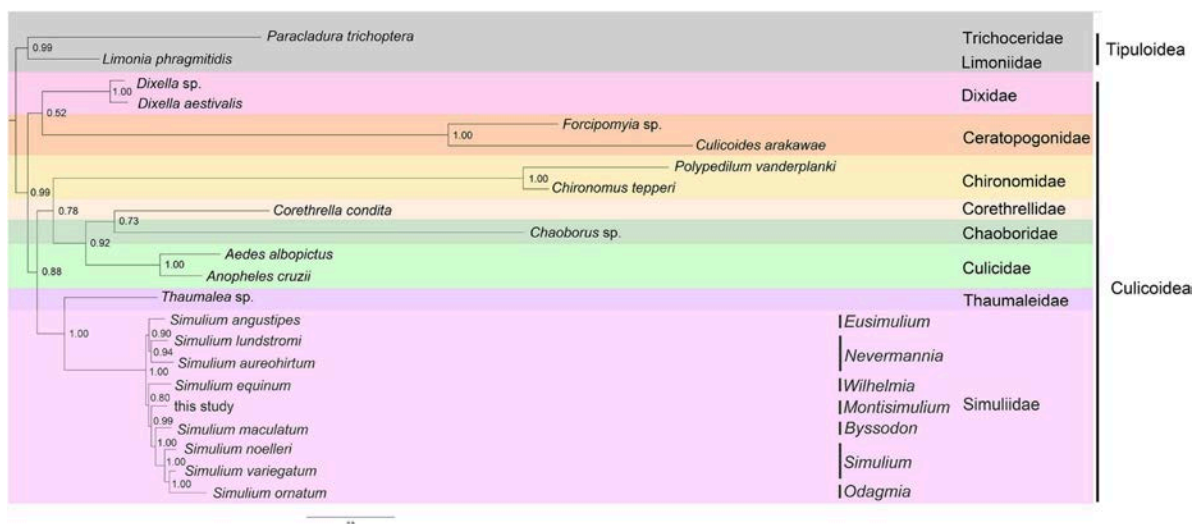 Paracladura trichoptera
Trichoceridae
Tipuloidea
0.99
Limonia phragmitidis
Limoniidae
Dixella sp.
1.00
Dixidae
Dixella aestivalis
0.52
Forcipomyia sp.
1.00
Ceratopogonidae
Culicoides arakawae
Polypedilum vanderplanki
1.00
Chironomidae
0.99
Chironomus tepperi
0.78
Corethrella condita
Corethrellidae
0.73
Chaoborus sp.
Chaoboridae
0.92
Aedes albopictus
1.00
Culicidae
0.88
Anopheles cruzii
Culicoidea
Thaumalea sp.
Thaumaleidae
1.00
Simulium angustipes
Eusimulium
0.90
Simulium lundstromi
0.94
Nevermannia
Simulium aureohirtum
1.00
Simulium equinum
Wilhelmia
0.80
this study
Montisimulium
Simuliidae
0.99
Simulium maculatum
Byssodon
1.00
Simulium noelleri
1.00
Simulium
Simulium variegatum
1.00
Simulium ornatum
Odagmia